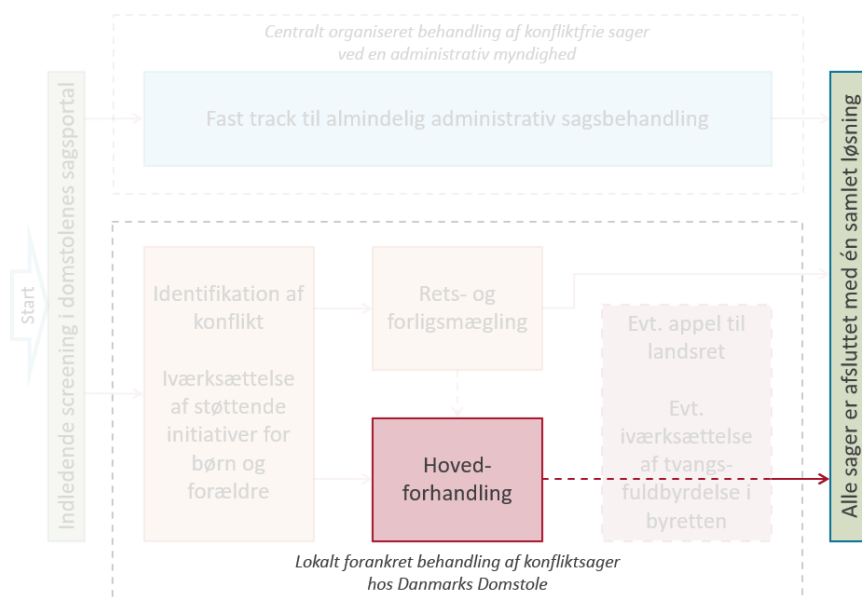 Centralt organiseret behandling af konfliktfrie sager
ved en administrativ myndighed
Fast track til almindelig administrativ sagsbehandling
Start
Indledende screening i domstolenes sagsportal
Identifikation af
konflikt
Iværksættelse
af støttende
initiativer for
børn og
forældre
Rets- og
forligsmægling
Hoved-
forhandling
Evt. appel til
landsret
Evt.
iværksættelse
af tvangs-
fuldbyrdelse i
byretten
Alle sager er afsluttet med én samlet løsning
Lokalt forankret behandling af konfliktsager
hos Danmarks Domstole